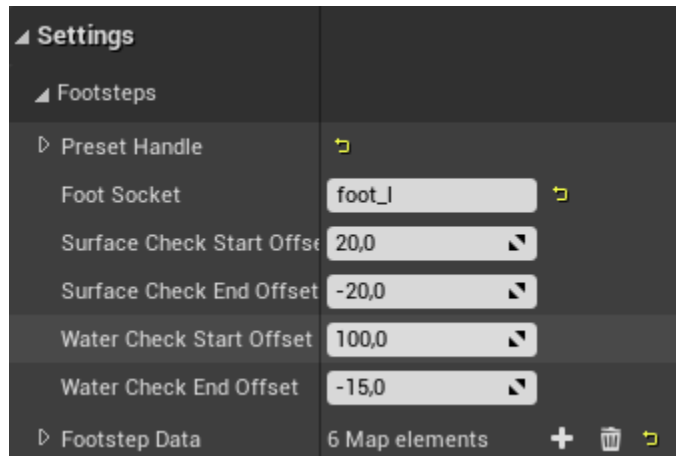 Settings
Footsteps
Preset Handle
Foot Socket foot_l
Surface Check Start Offse 20,0
Surface Check End Offset -20,0
Water Check Start Offset 100,0
Water Check End Offset -15,0
Footstep Data 6 Map elements